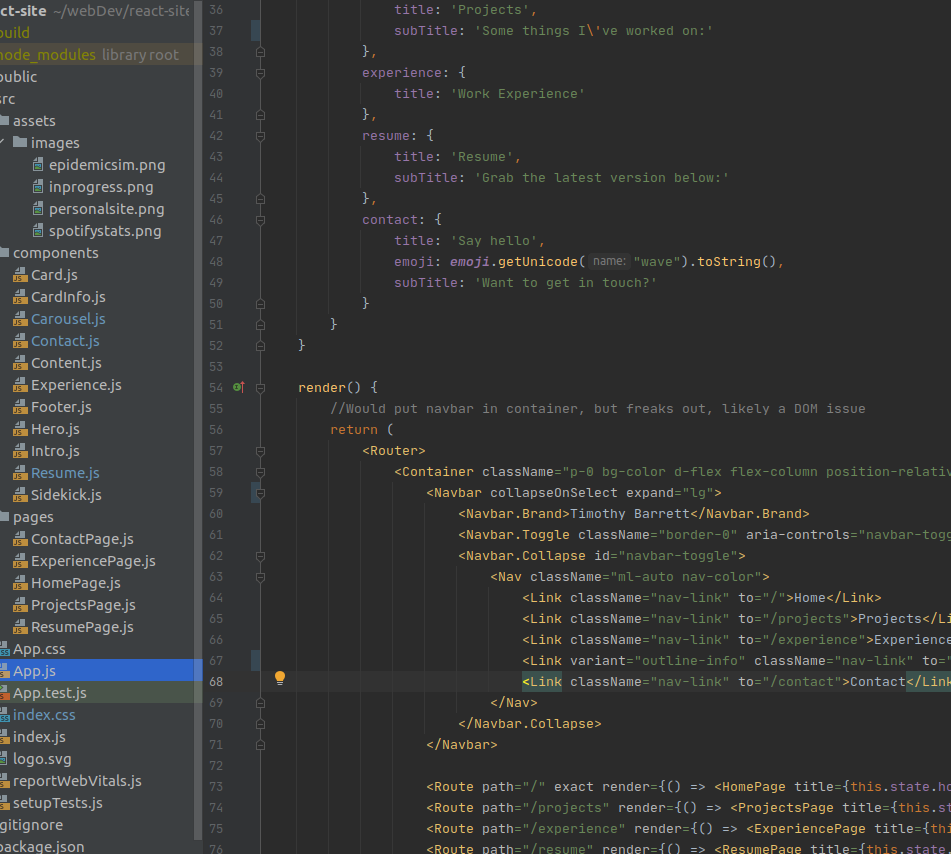 ct-site ~/webDev/react-site
build
node_modules library root
public
src
assets
images
epidemicsim.png
inprogress.png
personalsite.png
spotifystats.png
components
Card.js
CardInfo.js
Carousel.js
Contact.js
Content.js
Experience.js
Footer.js
Hero.js
Intro.js
Resume.js
Sidekick.js
pages
ContactPage.js
ExperiencePage.js
HomePage.js
ProjectsPage.js
ResumePage.js
App.css
App.js
App.test.js
index.css
index.js
logo.svg
reportWebVitals.js
setupTests.js
gitignore
package.json
36 title: 'Projects',
37 subTitle: 'Some things I\'ve worked on:'
38 },
39 experience: {
40 title: 'Work Experience'
41 },
42 resume: {
43 title: 'Resume',
44 subTitle: 'Grab the latest version below:'
45 },
46 contact: {
47 title: 'Say hello',
48 emoji: emoji.getUnicode( name: "wave").toString(),
49 subTitle: 'Want to get in touch?'
50 }
51 }
52 }
53
54 render() {
55 //Would put navbar in container, but freaks out, likely a DOM issue
56 return (
57 <Router>
58 <Container className="p-0 bg-color d-flex flex-column position-relativ
59 <Navbar collapseOnSelect expand="lg">
60 <Navbar.Brand>Timothy Barrett</Navbar.Brand>
61 <Navbar.Toggle className="border-0" aria-controls="navbar-togg
62 <Navbar.Collapse id="navbar-toggle">
63 <Nav className="ml-auto nav-color">
64 <Link className="nav-link" to="/">Home</Link>
65 <Link className="nav-link" to="/projects">Projects</Li
66 <Link className="nav-link" to="/experience">Experience
67 <Link variant="outline-info" className="nav-link" to="
68 <Link className="nav-link" to="/contact">Contact</Link
69 </Nav>
70 </Navbar.Collapse>
71 </Navbar>
72
73 <Route path="/" exact render={() => <HomePage title={this.state.ho
74 <Route path="/projects" render={() => <ProjectsPage title={this.st
75 <Route path="/experience" render={() => <ExperiencePage title={thi
76 <Route path="/resume" render={() => <ResumePage title={this.state.